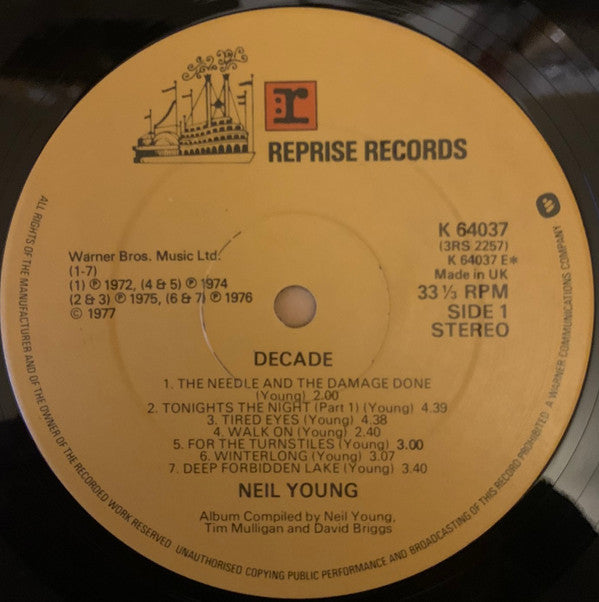 r
REPRISE RECORDS
K 64037
(3RS 2257)
K 64037 E*
Made in UK
33 ⅓ RPM
SIDE 1
STEREO
Warner Bros. Music Ltd.
(1-7)
(1) ℗ 1972, (4 & 5) ℗ 1974
(2 & 3) ℗ 1975, (6 & 7) ℗ 1976
© 1977
DECADE
1. THE NEEDLE AND THE DAMAGE DONE
(Young) 2.00
2. TONIGHTS THE NIGHT (Part 1) (Young) 4.39
3. TIRED EYES (Young) 4.38
4. WALK ON (Young) 2.40
5. FOR THE TURNSTILES (Young) 3.00
6. WINTERLONG (Young) 3.07
7. DEEP FORBIDDEN LAKE (Young) 3.40
NEIL YOUNG
Album Compiled by Neil Young,
Tim Mulligan and David Briggs
ALL RIGHTS OF THE MANUFACTURER AND OF THE OWNER OF THE RECORDED WORK RESERVED UNAUTHORISED COPYING PUBLIC PERFORMANCE AND BROADCASTING OF THIS RECORD PROHIBITED A WARNER COMMUNICATIONS COMPANY